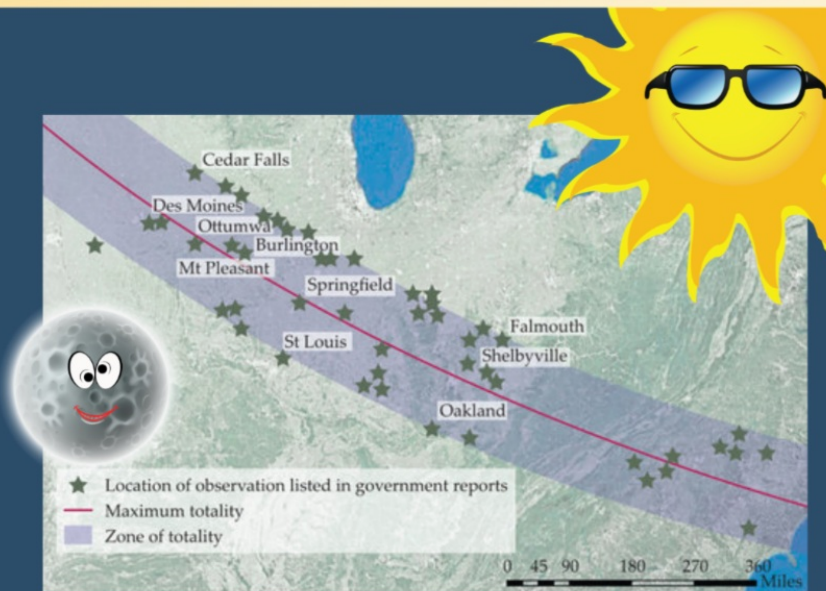 Cedar Falls
Des Moines
Ottumwa
Burlington
Mt Pleasant
Springfield
Falmouth
St Louis
Shelbyville
Oakland
Location of observation listed in government reports
Maximum totality
Zone of totality
0 45 90 180 270 360
Miles